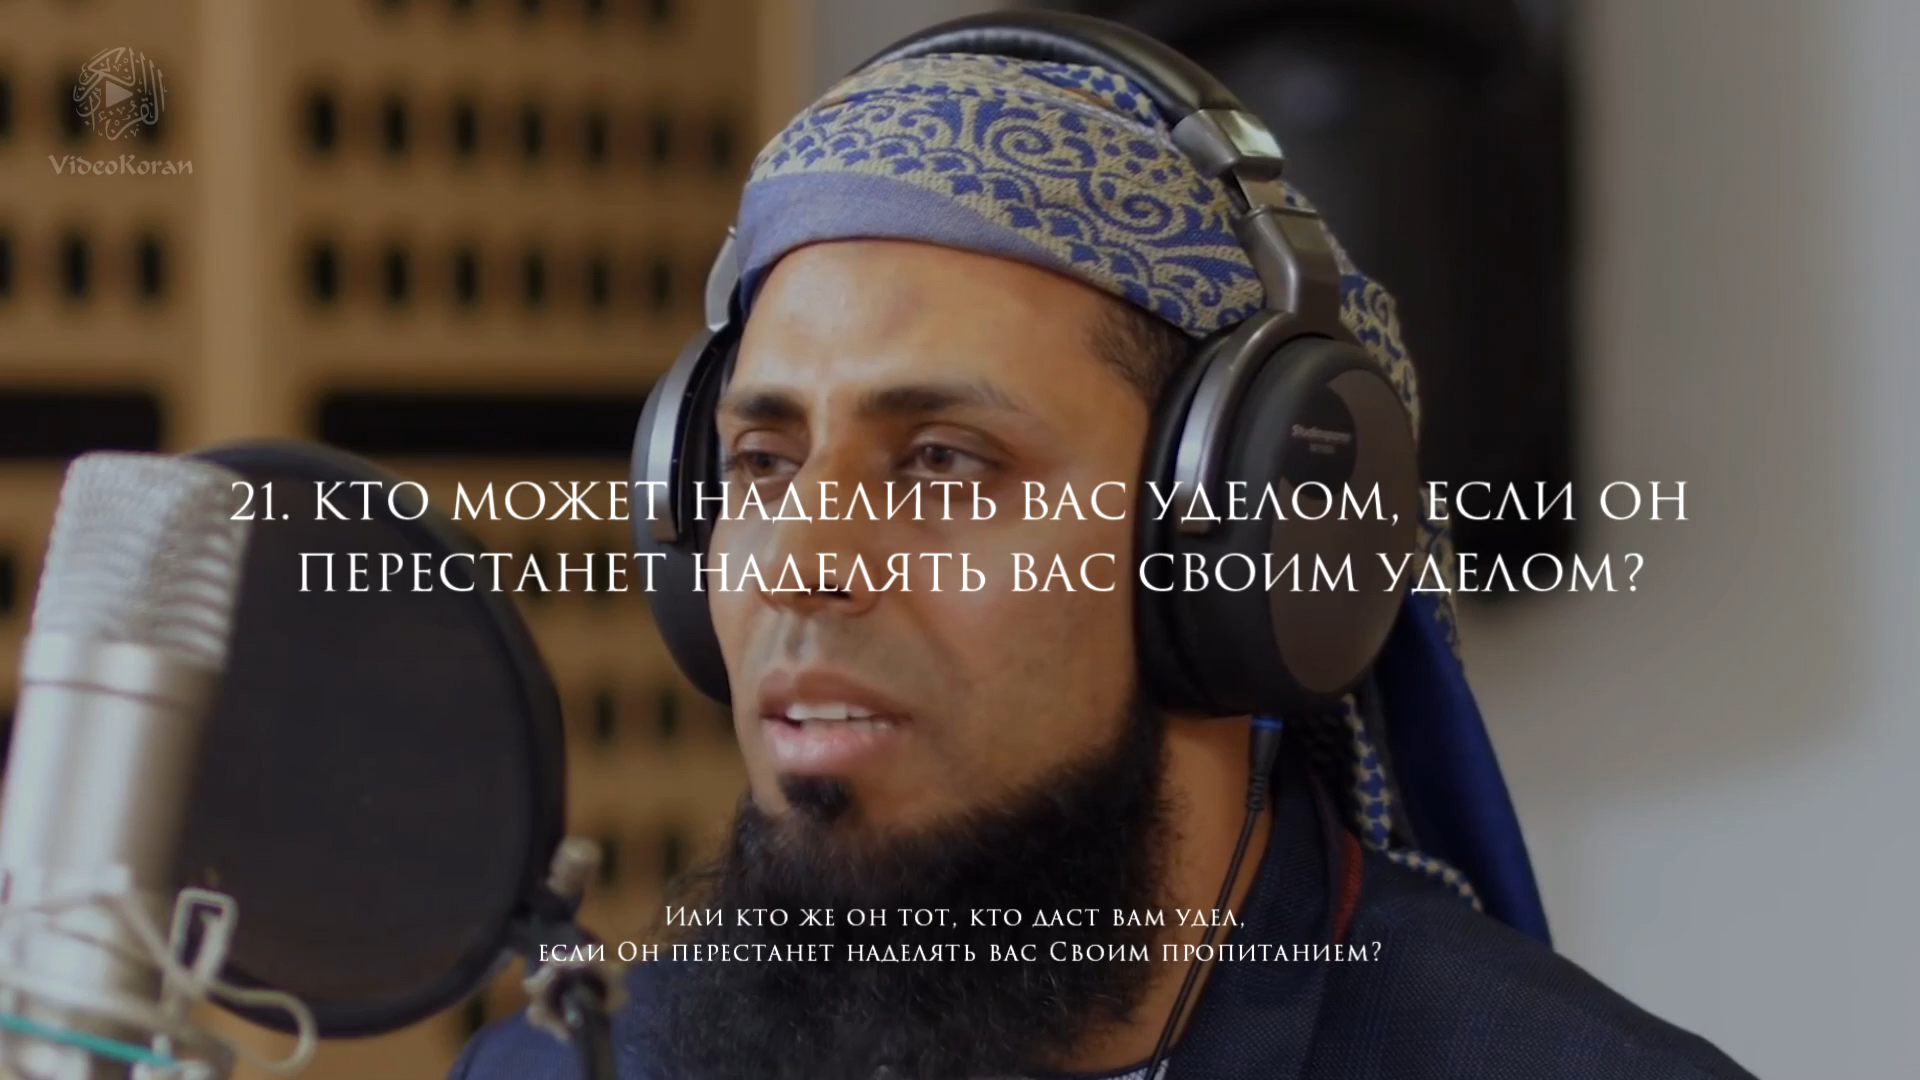 VideoKoran
21. КТО МОЖЕТ НАДЕЛИТЬ ВАС УДЕЛОМ, ЕСЛИ ОН
ПЕРЕСТАНЕТ НАДЕЛЯТЬ ВАС СВОИМ УДЕЛОМ?
Или кто же он тот, кто даст вам удел,
если Он перестанет наделять вас Своим пропитанием?